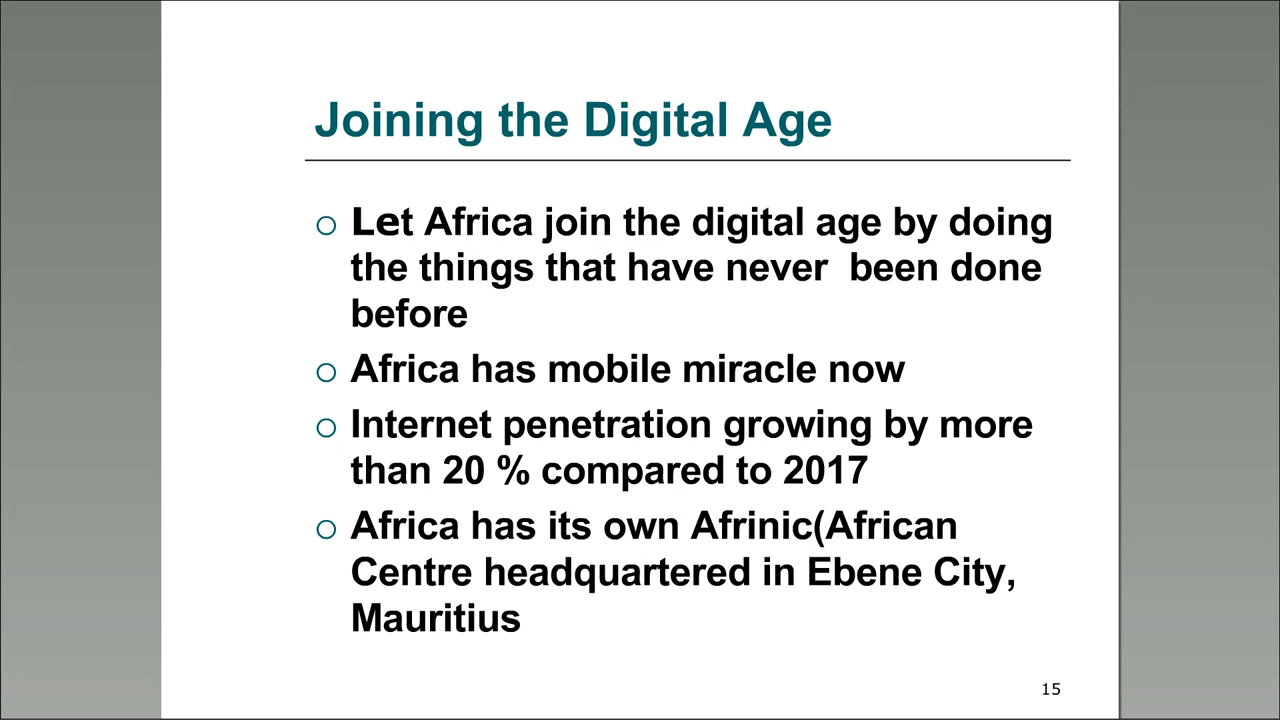 Joining the Digital Age
○ Let Africa join the digital age by doing
the things that have never  been done
before
○ Africa has mobile miracle now
○ Internet penetration growing by more
than 20 % compared to 2017
○ Africa has its own Afrinic(African
Centre headquartered in Ebene City,
Mauritius
15